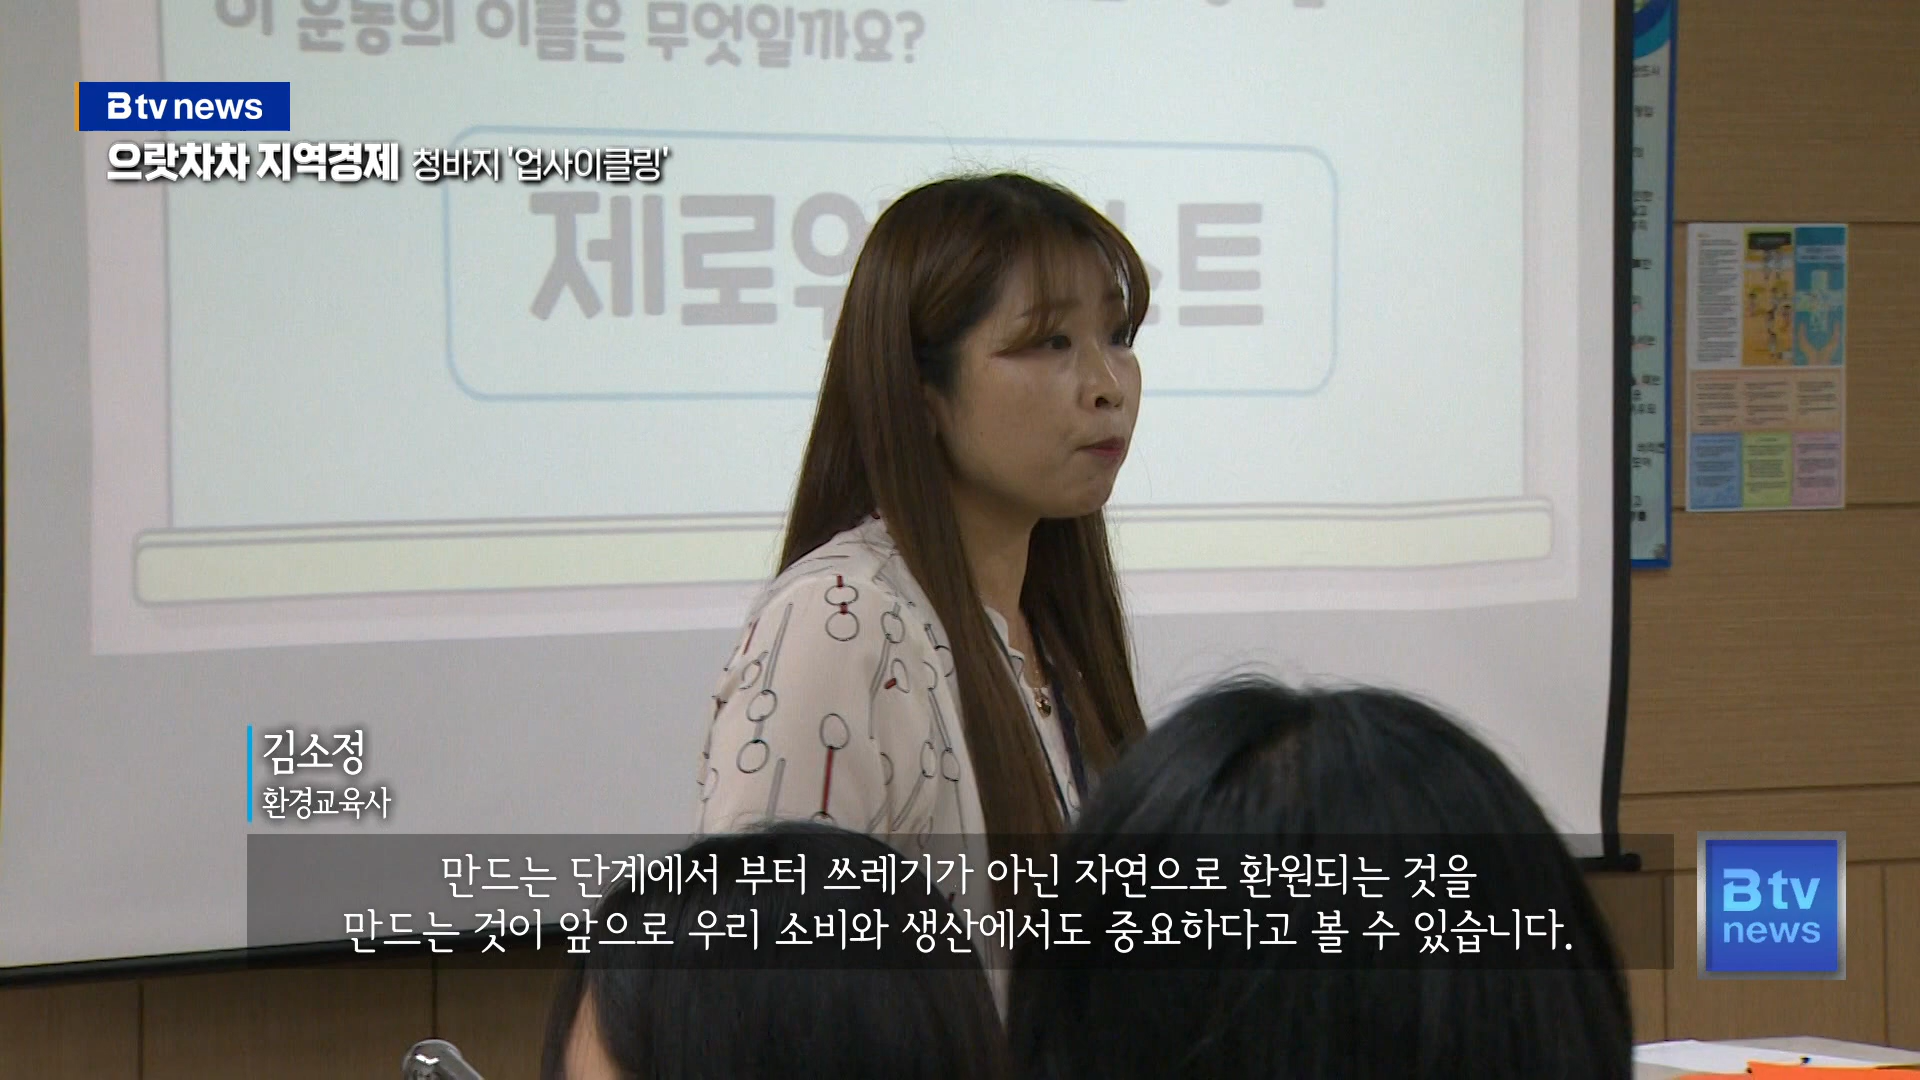 이 운동의 이름은 무엇일까요?
B tv news
으랏차차 지역경제 청바지 '업사이클링'
제로웨 스트
김소정
환경교육사
만드는 단계에서 부터 쓰레기가 아닌 자연으로 환원되는 것을
만드는 것이 앞으로 우리 소비와 생산에서도 중요하다고 볼 수 있습니다.
B tv
news